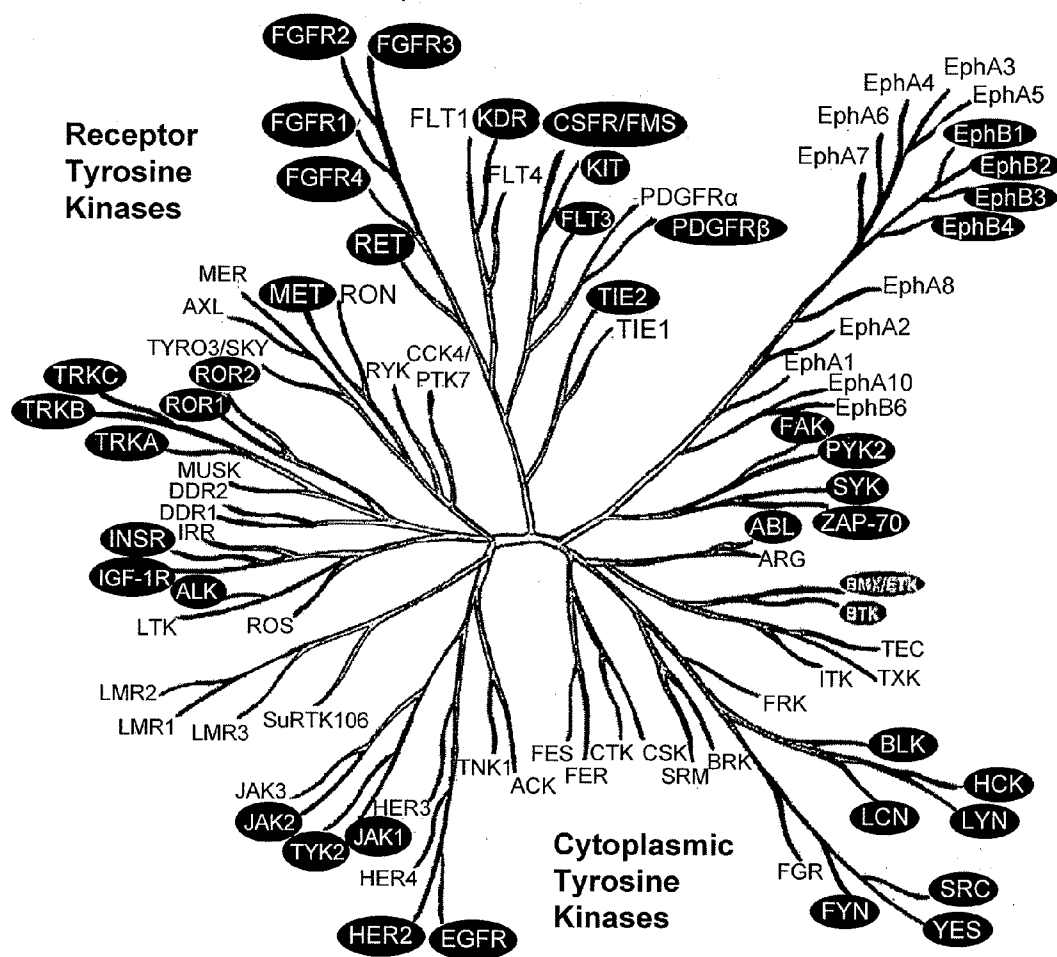 FGFR2
FGFR3
FGFR1
FGFR4
RET
Receptor
Tyrosine
Kinases
FLT1
KDR
FLT4
CSFR/FMS
KIT
FLT3
PDGFRα
PDGFRβ
TIE2
TIE1
EphA3
EphA4
EphA5
EphA6
EphA7
EphB1
EphB2
EphB3
EphB4
EphA8
EphA2
EphA1
EphA10
EphB6
MER
AXL
TYRO3/SKY
MET
RON
RYK
CCK4/
PTK7
TRKC
TRKB
TRKA
ROR2
ROR1
MUSK
DDR2
DDR1
IRR
INSR
IGF-1R
ALK
LTK
ROS
LMR2
LMR1
LMR3
SuRTK106
FAK
PYK2
SYK
ZAP-70
ABL
ARG
BMX/ETK
BTK
TEC
TXK
ITK
FRK
BLK
HCK
LYN
LCN
SRC
YES
FYN
FGR
BRK
SRM
CSK
CTK
FER
FES
ACK
TNK1
JAK3
JAK2
TYK2
JAK1
HER3
HER4
HER2
EGFR
Cytoplasmic
Tyrosine
Kinases